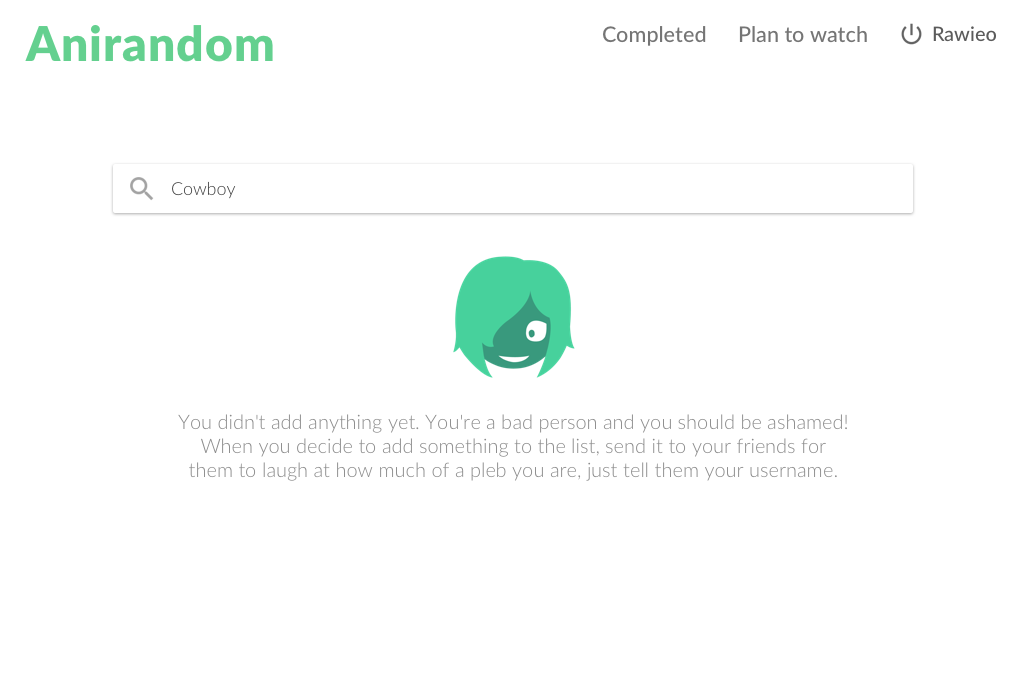 Anirandom
Completed
Plan to watch
Rawieo
Cowboy
You didn't add anything yet. You're a bad person and you should be ashamed!
When you decide to add something to the list, send it to your friends for
them to laugh at how much of a pleb you are, just tell them your username.